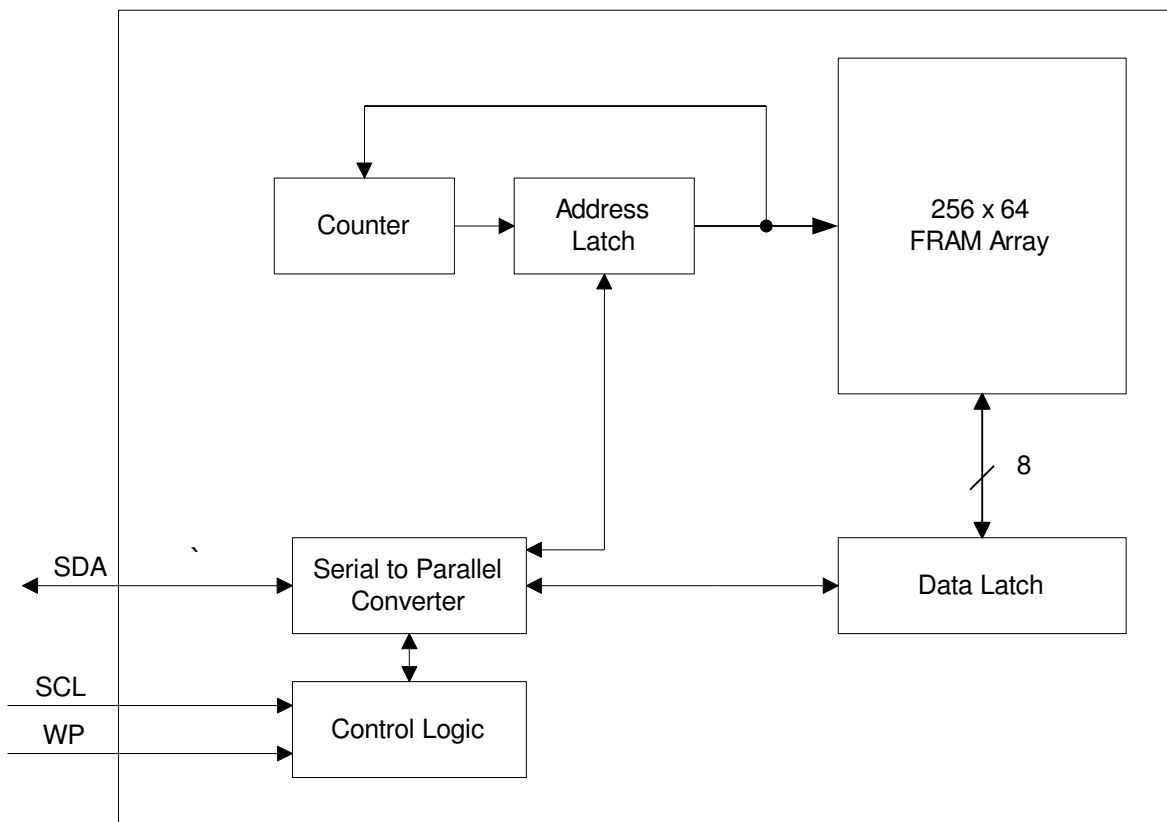 256 x 64
FRAM Array
Counter
Address
Latch
8
`
SDA
Serial to Parallel
Converter
Data Latch
SCL
WP
Control Logic